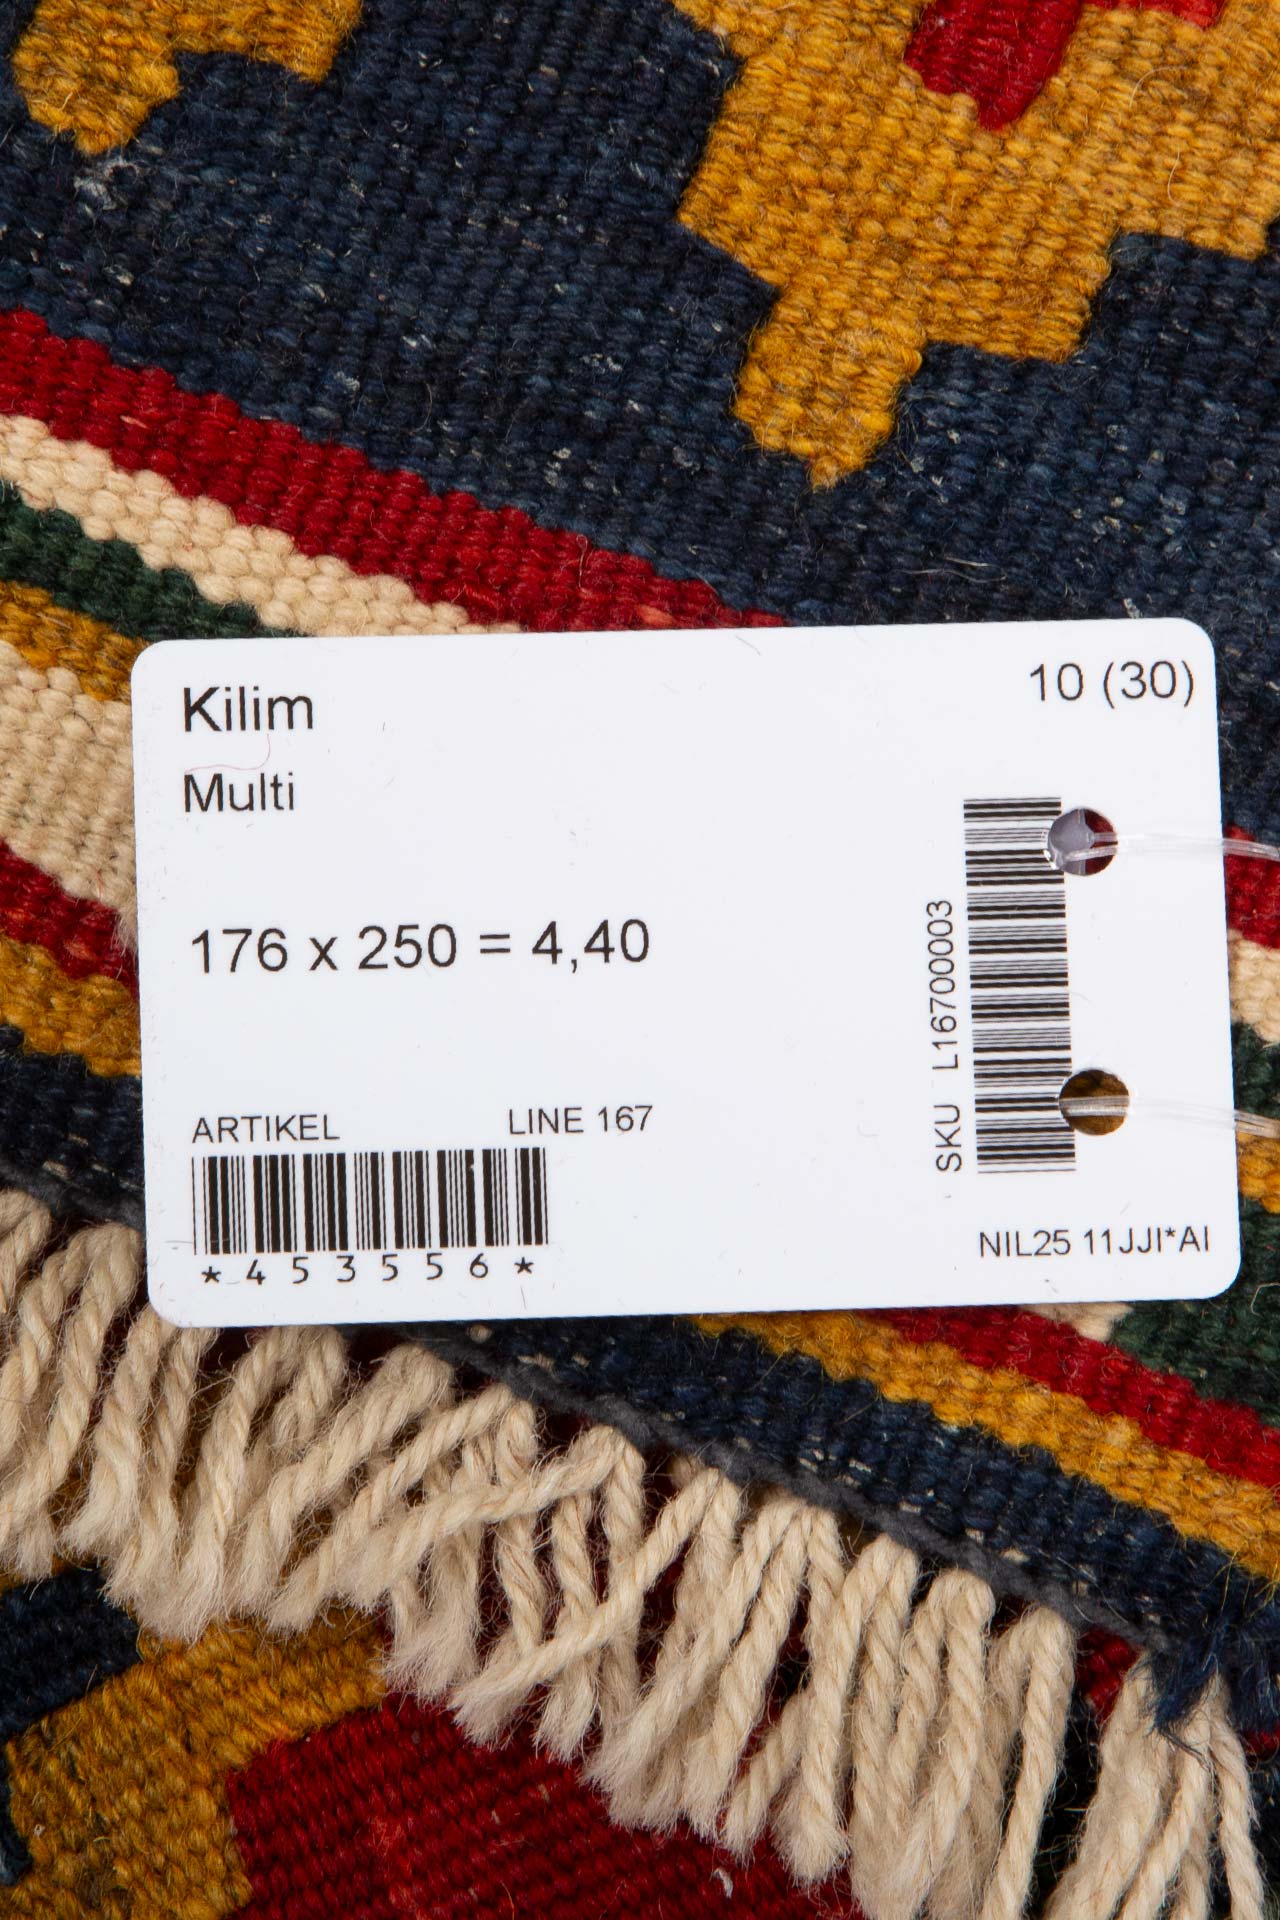 Kilim
10 (30)
Multi
176 x 250 = 4,40
SKU L16700003
ARTIKEL
LINE 167
*453556*
NIL25 11JJI*AI